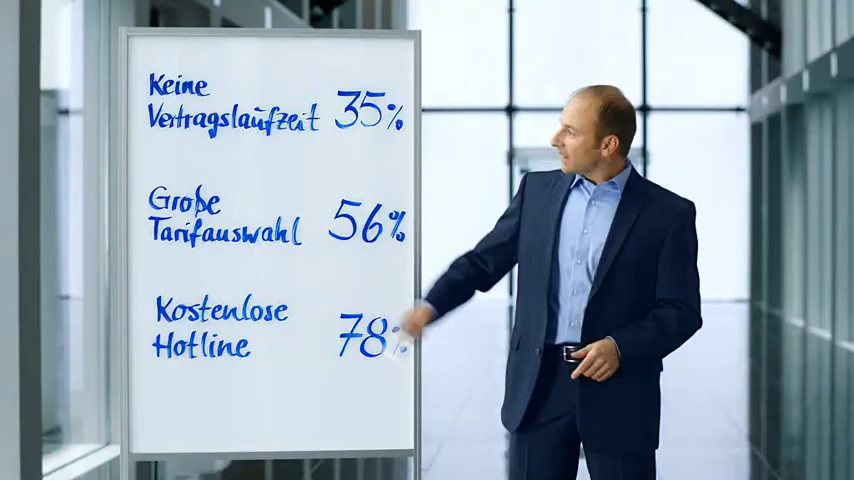 Keine
Vertragslaufzeit 35%
Große
Tarifauswahl 56%
Kostenlose
Hotline 78%